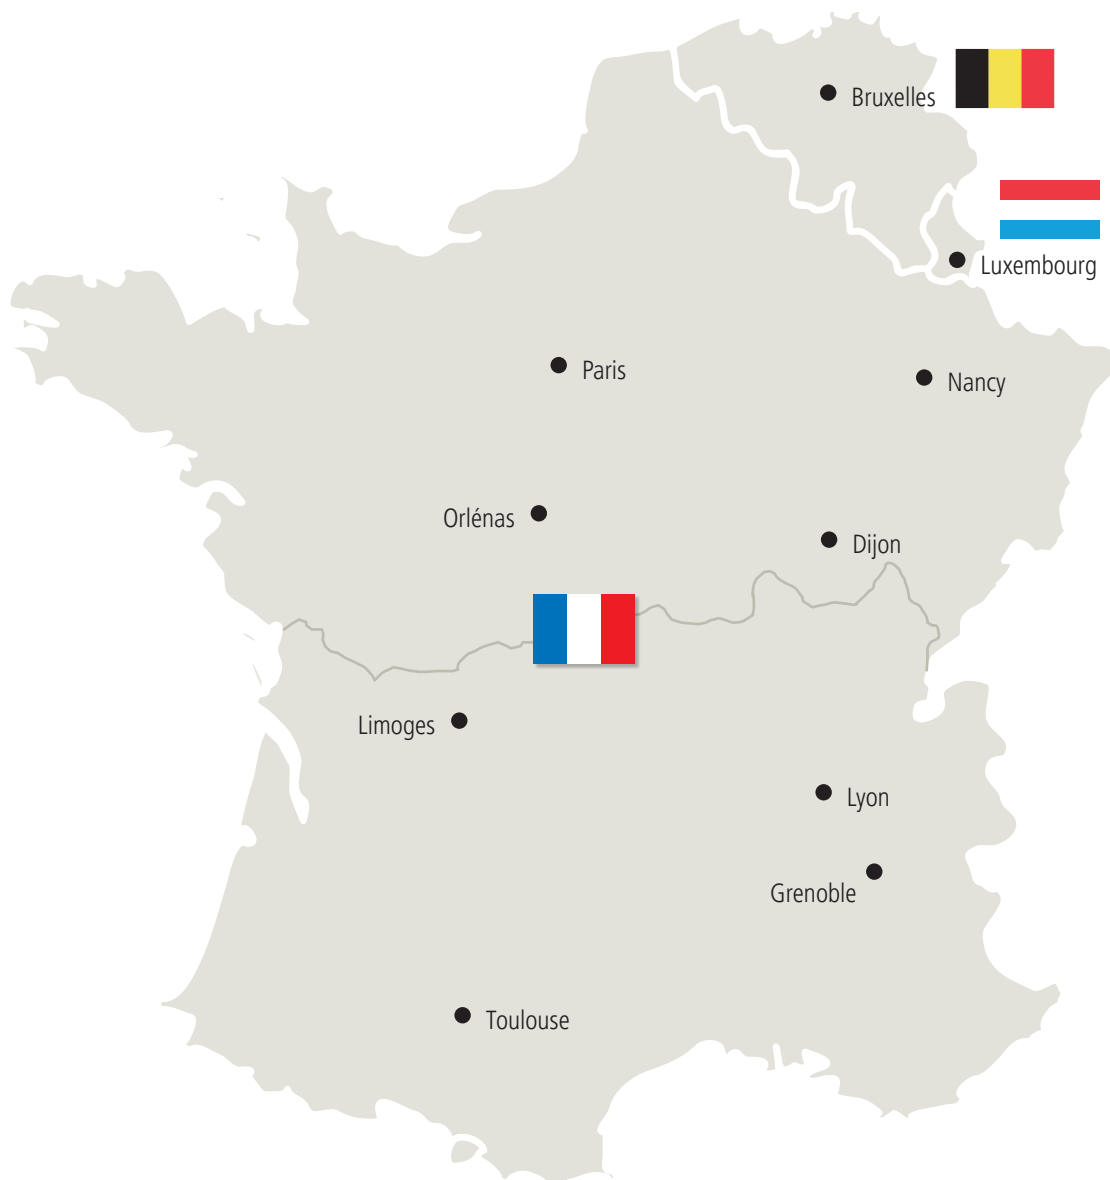 Bruxelles
Luxembourg
Paris
Nancy
Orlénas
Dijon
Limoges
Lyon
Grenoble
Toulouse